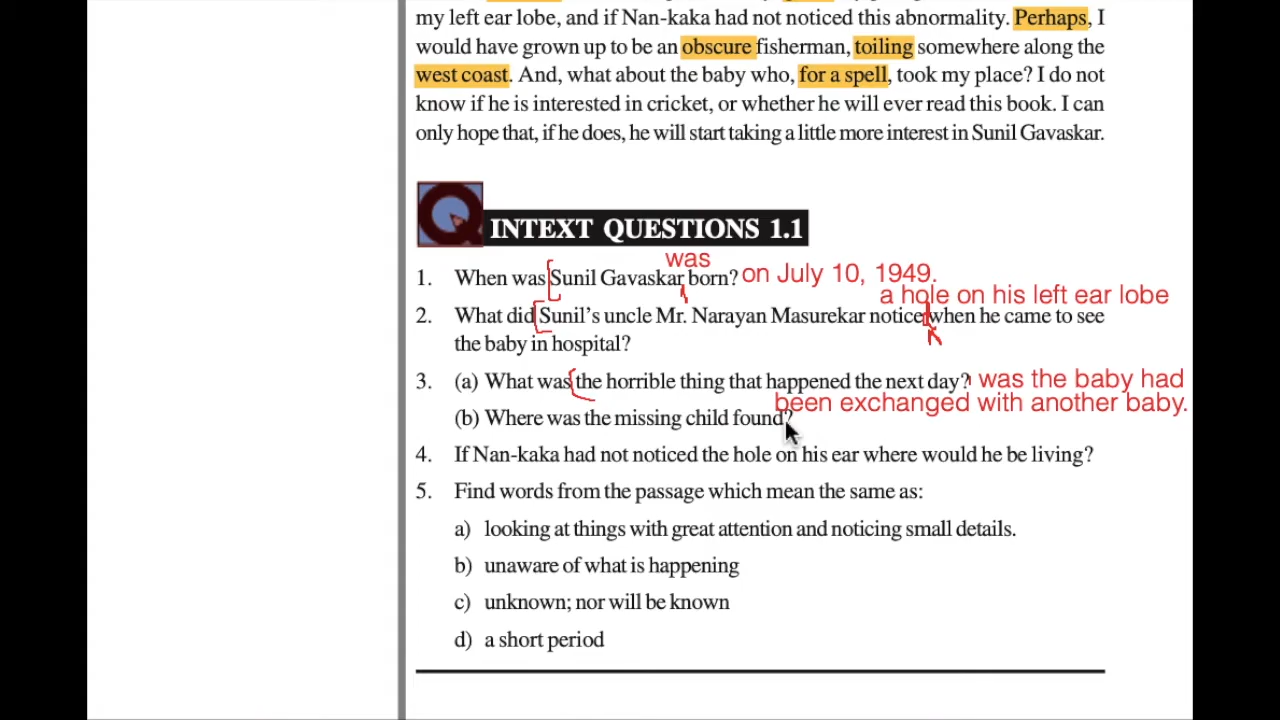 my left ear lobe, and if Nan-kaka had not noticed this abnormality. Perhaps, I
would have grown up to be an obscure fisherman, toiling somewhere along the
west coast. And, what about the baby who, for a spell, took my place? I do not
know if he is interested in cricket, or whether he will ever read this book. I can
only hope that, if he does, he will start taking a little more interest in Sunil Gavaskar.
INTEXT QUESTIONS 1.1
was
1. When was Sunil Gavaskar born? on July 10, 1949.
a hole on his left ear lobe
2. What did Sunil's uncle Mr. Narayan Masurekar notice when he came to see
the baby in hospital?
3. (a) What was the horrible thing that happened the next day? was the baby had
been exchanged with another baby.
(b) Where was the missing child found?
4. If Nan-kaka had not noticed the hole on his ear where would he be living?
5. Find words from the passage which mean the same as:
a) looking at things with great attention and noticing small details.
b) unaware of what is happening
c) unknown; nor will be known
d) a short period